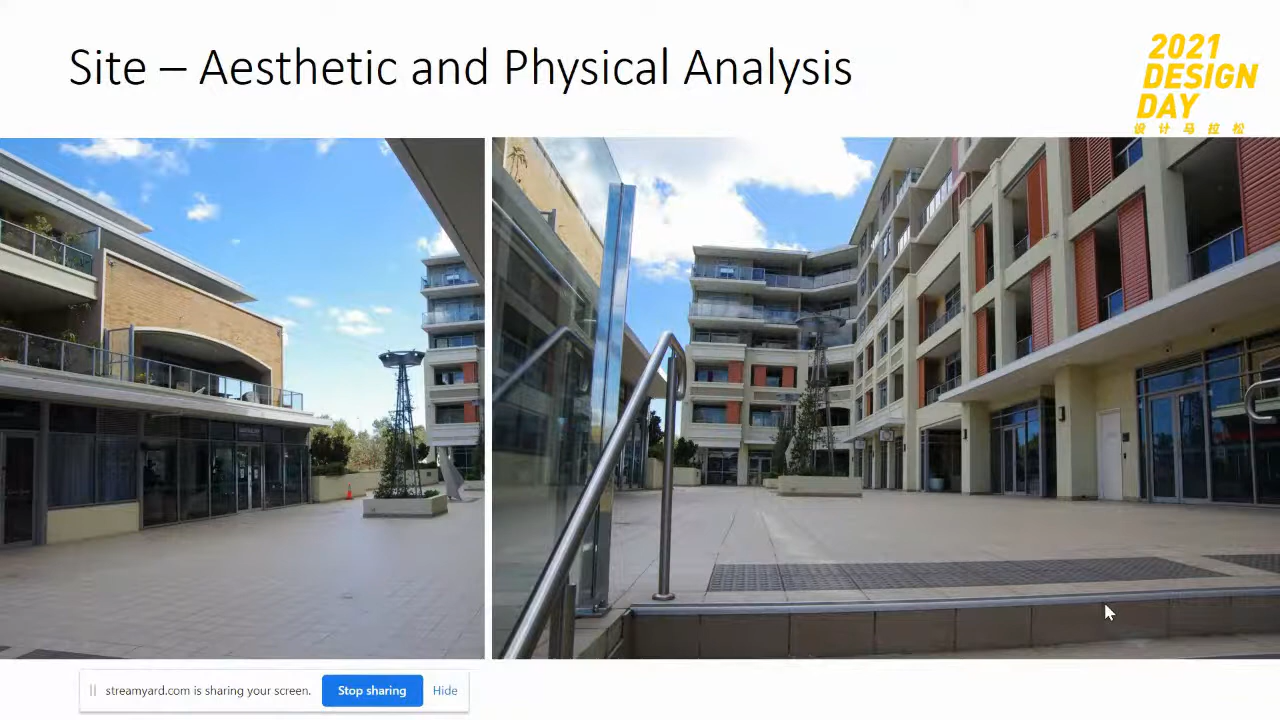 Site – Aesthetic and Physical Analysis
2021
DESIGN
DAY
设计马拉松
streamyard.com is sharing your screen.
Stop sharing
Hide